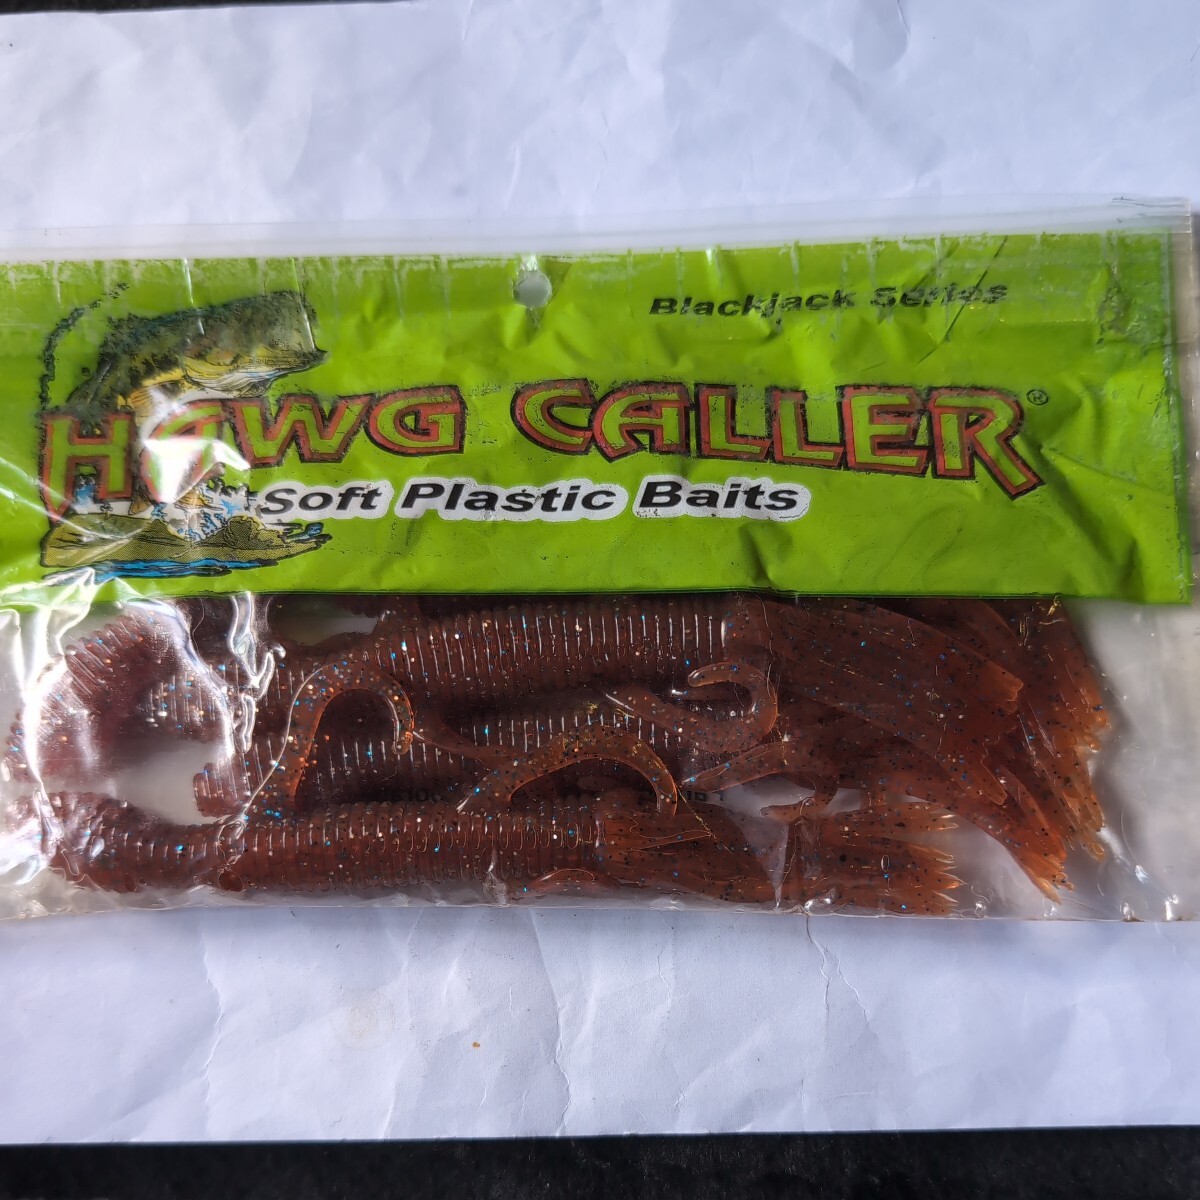 Blackjack Series
HAWG CALLER®
Soft Plastic Baits